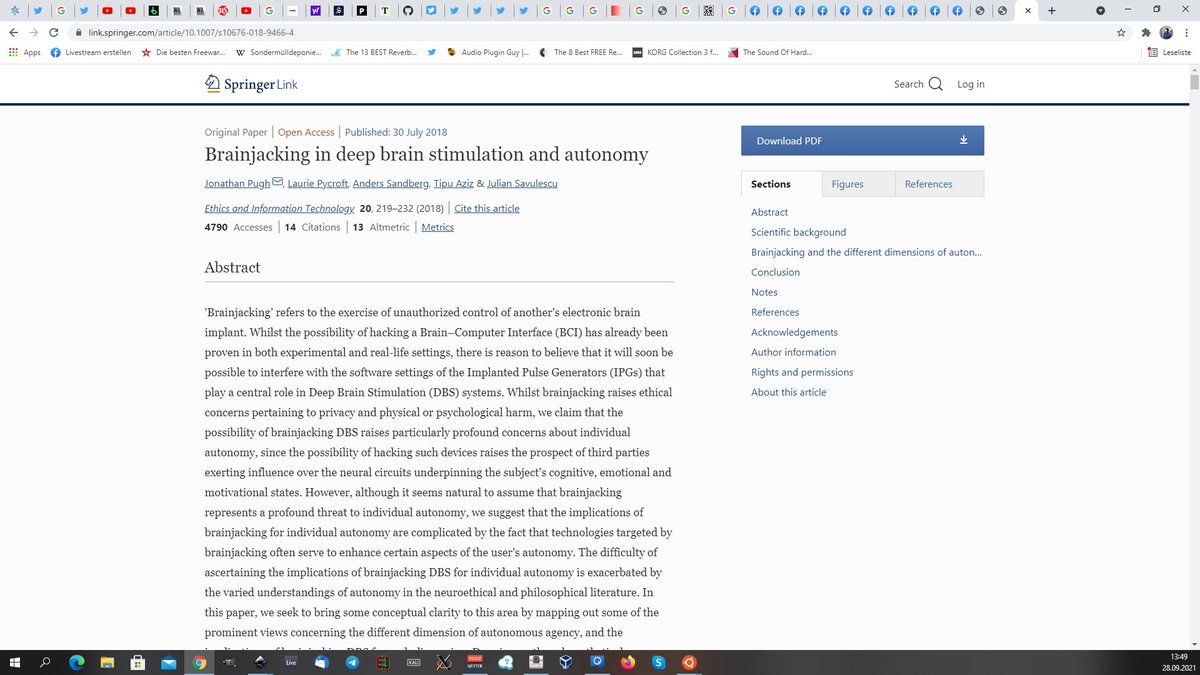 link.springer.com/article/10.1007/s10676-018-9466-4
Apps Livestream erstellen Die besten Freewar... Sondermülldeponie... The 13 BEST Reverb... Audio Plugin Guy |... The 8 Best FREE Re... KORG Collection 3 f... The Sound Of Hard... Leseliste
Springer Link Search Log in
Original Paper | Open Access | Published: 30 July 2018
Brainjacking in deep brain stimulation and autonomy
Jonathan Pugh, Laurie Pycroft, Anders Sandberg, Tipu Aziz & Julian Savulescu
Ethics and Information Technology 20, 219–232 (2018) | Cite this article
4790 Accesses | 14 Citations | 13 Altmetric | Metrics
Abstract
'Brainjacking' refers to the exercise of unauthorized control of another's electronic brain
implant. Whilst the possibility of hacking a Brain–Computer Interface (BCI) has already been
proven in both experimental and real-life settings, there is reason to believe that it will soon be
possible to interfere with the software settings of the Implanted Pulse Generators (IPGs) that
play a central role in Deep Brain Stimulation (DBS) systems. Whilst brainjacking raises ethical
concerns pertaining to privacy and physical or psychological harm, we claim that the
possibility of brainjacking DBS raises particularly profound concerns about individual
autonomy, since the possibility of hacking such devices raises the prospect of third parties
exerting influence over the neural circuits underpinning the subject's cognitive, emotional and
motivational states. However, although it seems natural to assume that brainjacking
represents a profound threat to individual autonomy, we suggest that the implications of
brainjacking for individual autonomy are complicated by the fact that technologies targeted by
brainjacking often serve to enhance certain aspects of the user's autonomy. The difficulty of
ascertaining the implications of brainjacking DBS for individual autonomy is exacerbated by
the varied understandings of autonomy in the neuroethical and philosophical literature. In
this paper, we seek to bring some conceptual clarity to this area by mapping out some of the
prominent views concerning the different dimension of autonomous agency, and the
Download PDF
Sections Figures References
Abstract
Scientific background
Brainjacking and the different dimensions of auton...
Conclusion
Notes
References
Acknowledgements
Author information
Rights and permissions
About this article
13:49
28.09.2021